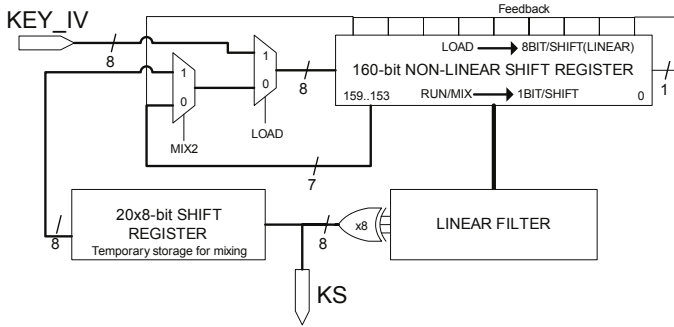 Feedback
KEY_IV
8
LOAD → 8BIT/SHIFT(LINEAR)
1
8
1
8
160-bit NON-LINEAR SHIFT REGISTER
0
0
159..153
RUN/MIX → 1BIT/SHIFT
0
1
LOAD
MIX2
7
20x8-bit SHIFT
REGISTER
Temporary storage for mixing
8
8
x8
LINEAR FILTER
KS